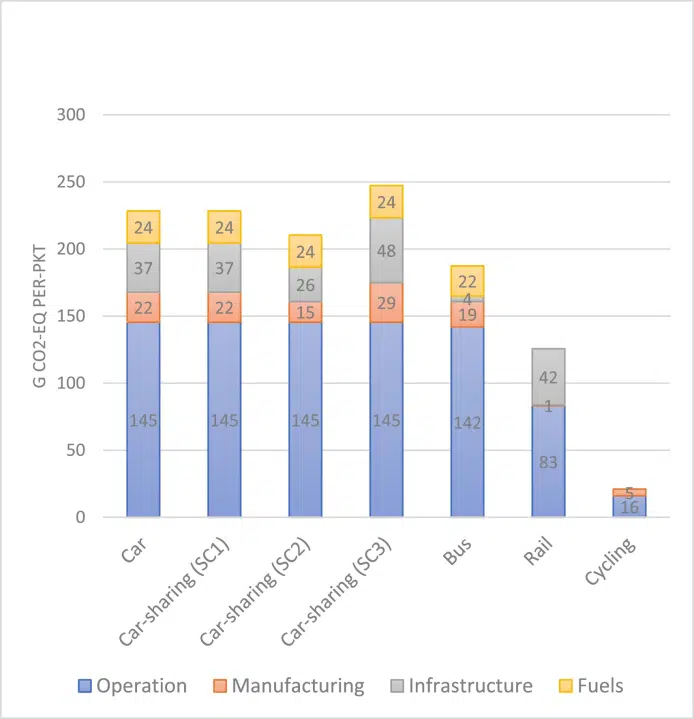 300
250
200
150
100
50
0
G CO2-EQ PER-PKT
24 24 24 24 22
37 37 26 48 4 42
22 22 15 29 19 1 5
145 145 145 145 142 83 16
Car
Car-sharing (SC1)
Car-sharing (SC2)
Car-sharing (SC3)
Bus
Rail
Cycling
Operation Manufacturing Infrastructure Fuels